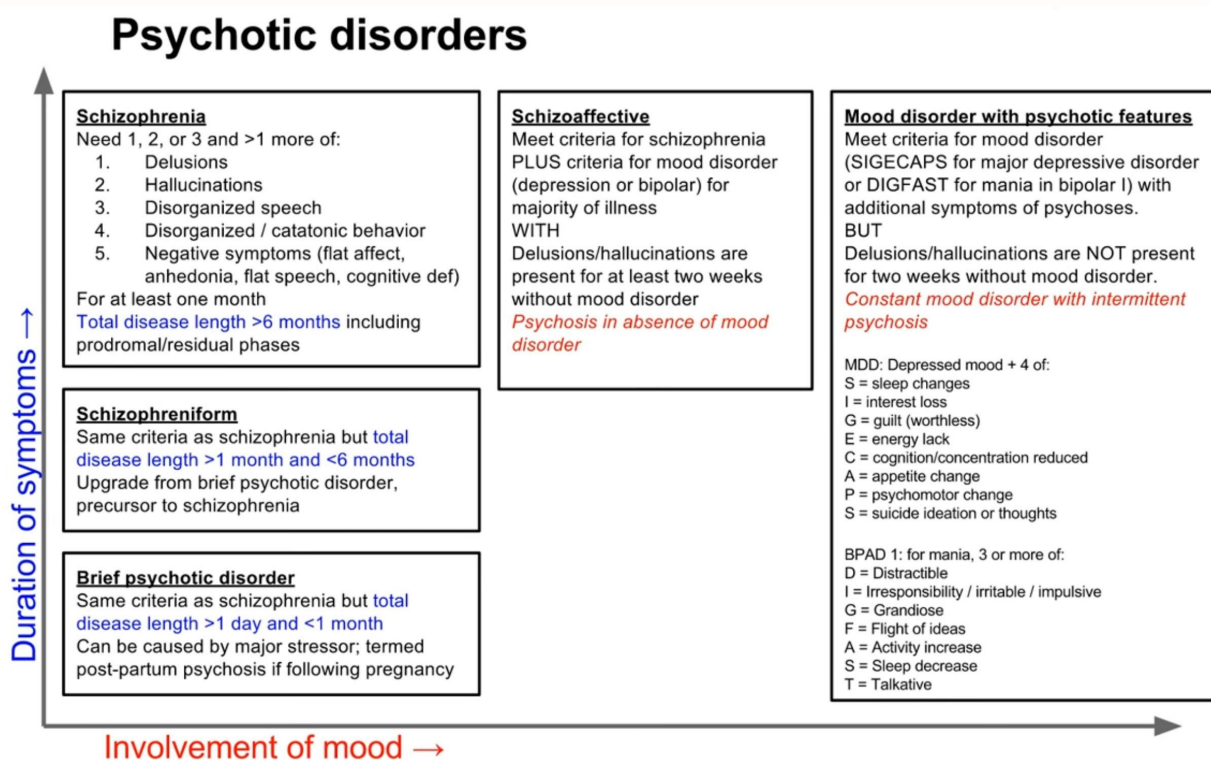 Psychotic disorders
Duration of symptoms →
Schizophrenia
Need 1, 2, or 3 and >1 more of:
1. Delusions
2. Hallucinations
3. Disorganized speech
4. Disorganized / catatonic behavior
5. Negative symptoms (flat affect,
anhedonia, flat speech, cognitive def)
For at least one month
Total disease length >6 months including
prodromal/residual phases
Schizophreniform
Same criteria as schizophrenia but total
disease length >1 month and <6 months
Upgrade from brief psychotic disorder,
precursor to schizophrenia
Brief psychotic disorder
Same criteria as schizophrenia but total
disease length >1 day and <1 month
Can be caused by major stressor; termed
post-partum psychosis if following pregnancy
Schizoaffective
Meet criteria for schizophrenia
PLUS criteria for mood disorder
(depression or bipolar) for
majority of illness
WITH
Delusions/hallucinations are
present for at least two weeks
without mood disorder
Psychosis in absence of mood
disorder
Mood disorder with psychotic features
Meet criteria for mood disorder
(SIGECAPS for major depressive disorder
or DIGFAST for mania in bipolar I) with
additional symptoms of psychoses.
BUT
Delusions/hallucinations are NOT present
for two weeks without mood disorder.
Constant mood disorder with intermittent
psychosis
MDD: Depressed mood + 4 of:
S = sleep changes
I = interest loss
G = guilt (worthless)
E = energy lack
C = cognition/concentration reduced
A = appetite change
P = psychomotor change
S = suicide ideation or thoughts
BPAD 1: for mania, 3 or more of:
D = Distractible
I = Irresponsibility / irritable / impulsive
G = Grandiose
F = Flight of ideas
A = Activity increase
S = Sleep decrease
T = Talkative
Involvement of mood →